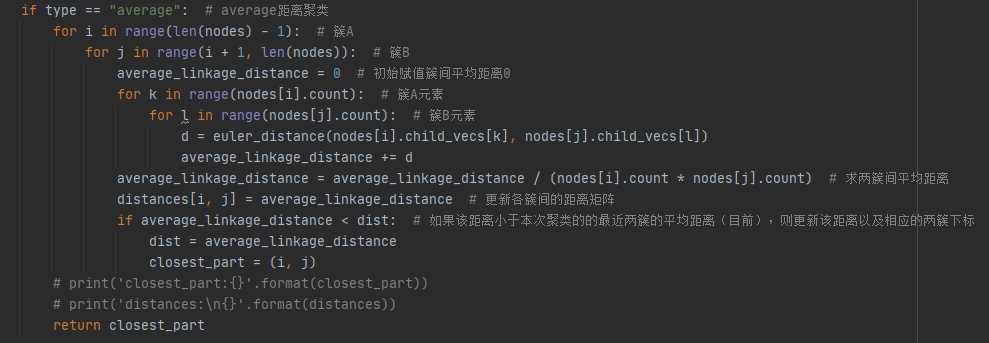 if type == "average":  # average距离聚类
    for i in range(len(nodes) - 1):  # 簇A
        for j in range(i + 1, len(nodes)):  # 簇B
            average_linkage_distance = 0  # 初始赋值簇间平均距离0
            for k in range(nodes[i].count):  # 簇A元素
                for l in range(nodes[j].count):  # 簇B元素
                    d = euler_distance(nodes[i].child_vecs[k], nodes[j].child_vecs[l])
                    average_linkage_distance += d
            average_linkage_distance = average_linkage_distance / (nodes[i].count * nodes[j].count)  # 求两簇间平均距离
            distances[i, j] = average_linkage_distance  # 更新各簇间的距离矩阵
            if average_linkage_distance < dist:  # 如果该距离小于本次聚类的的最近两簇的平均距离（目前），则更新该距离以及相应的两簇下标
                dist = average_linkage_distance
                closest_part = (i, j)
    # print('closest_part:{}'.format(closest_part))
    # print('distances:\n{}'.format(distances))
    return closest_part